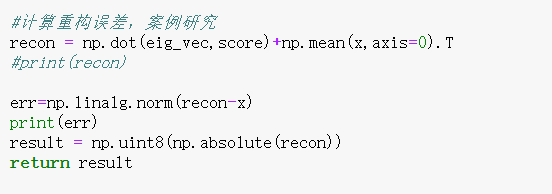 #计算重构误差，案例研究
recon = np.dot(eig_vec,score)+np.mean(x,axis=0).T
#print(recon)
err=np.linalg.norm(recon-x)
print(err)
result = np.uint8(np.absolute(recon))
return result